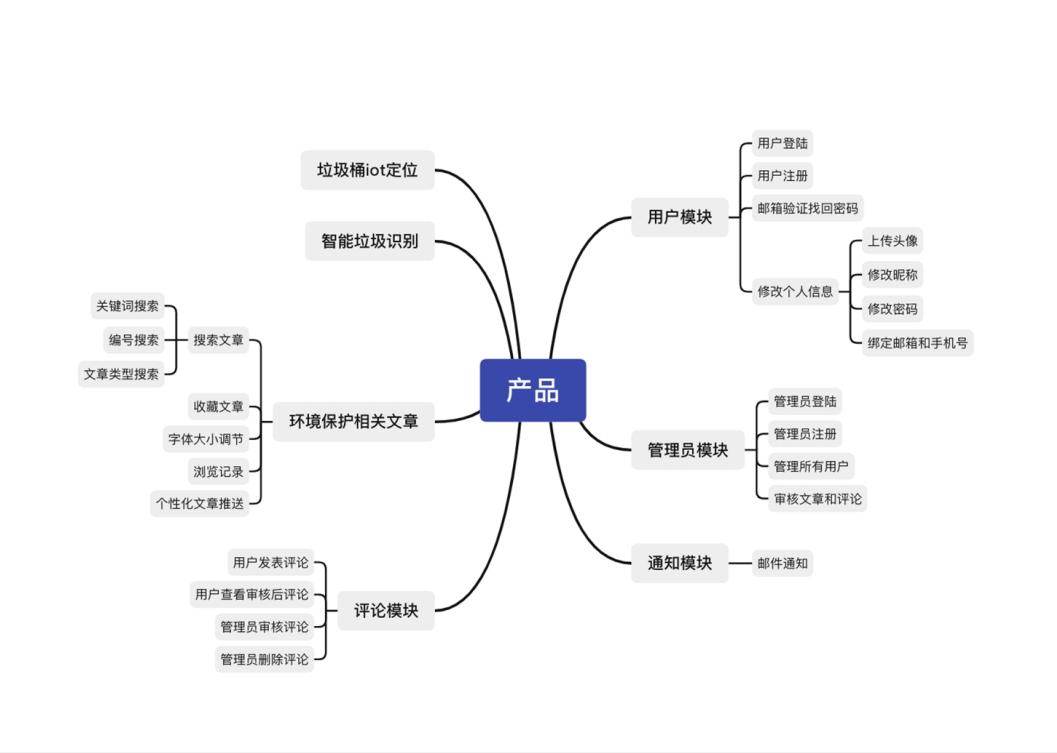 产品
用户模块
用户登陆
用户注册
邮箱验证找回密码
修改个人信息
上传头像
修改昵称
修改密码
绑定邮箱和手机号
管理员模块
管理员登陆
管理员注册
管理所有用户
审核文章和评论
通知模块
邮件通知
垃圾桶iot定位
智能垃圾识别
环境保护相关文章
搜索文章
关键词搜索
编号搜索
文章类型搜索
收藏文章
字体大小调节
浏览记录
个性化文章推送
评论模块
用户发表评论
用户查看审核后评论
管理员审核评论
管理员删除评论